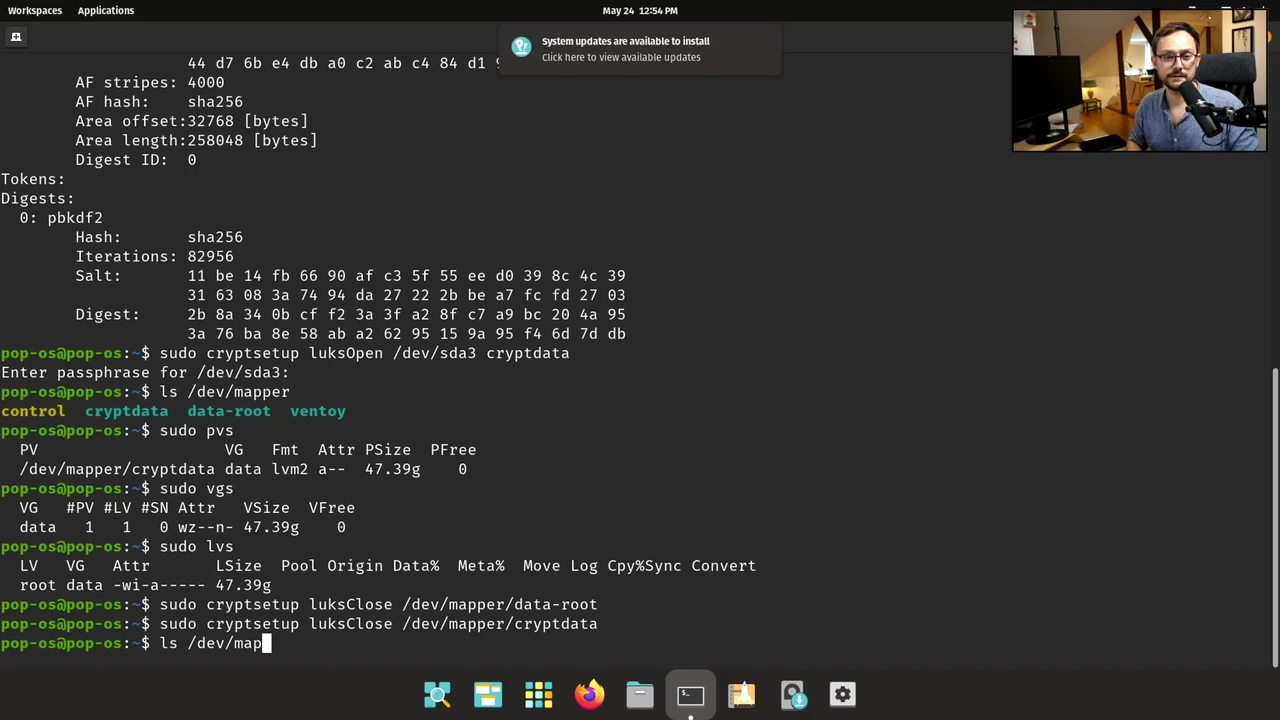 Workspaces Applications
May 24 12:54 PM
System updates are available to install
Click here to view available updates
44 d7 6b e4 db a0 c2 ab c4 84 d1
AF stripes: 4000
AF hash: sha256
Area offset:32768 [bytes]
Area length:258048 [bytes]
Digest ID: 0
Tokens:
Digests:
0: pbkdf2
Hash: sha256
Iterations: 82956
Salt: 11 be 14 fb 66 90 af c3 5f 55 ee d0 39 8c 4c 39
31 63 08 3a 74 94 da 27 22 2b be a7 fc fd 27 03
Digest: 2b 8a 34 0b cf f2 3a 3f a2 8f c7 a9 bc 20 4a 95
3a 76 ba 8e 58 ab a2 62 95 15 9a 95 f4 6d 7d db
pop-os@pop-os:~$ sudo cryptsetup luksOpen /dev/sda3 cryptdata
Enter passphrase for /dev/sda3:
pop-os@pop-os:~$ ls /dev/mapper
control cryptdata data-root ventoy
pop-os@pop-os:~$ sudo pvs
PV VG Fmt Attr PSize PFree
/dev/mapper/cryptdata data lvm2 a-- 47.39g 0
pop-os@pop-os:~$ sudo vgs
VG #PV #LV #SN Attr VSize VFree
data 1 1 0 wz--n- 47.39g 0
pop-os@pop-os:~$ sudo lvs
LV VG Attr LSize Pool Origin Data% Meta% Move Log Cpy%Sync Convert
root data -wi-a----- 47.39g
pop-os@pop-os:~$ sudo cryptsetup luksClose /dev/mapper/data-root
pop-os@pop-os:~$ sudo cryptsetup luksClose /dev/mapper/cryptdata
pop-os@pop-os:~$ ls /dev/map